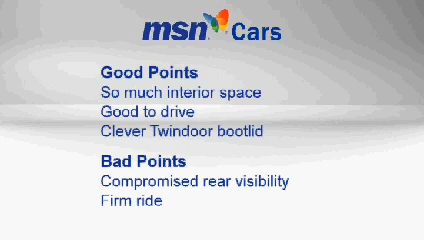 msn Cars
Good Points
So much interior space
Good to drive
Clever Twindoor bootlid
Bad Points
Compromised rear visibility
Firm ride